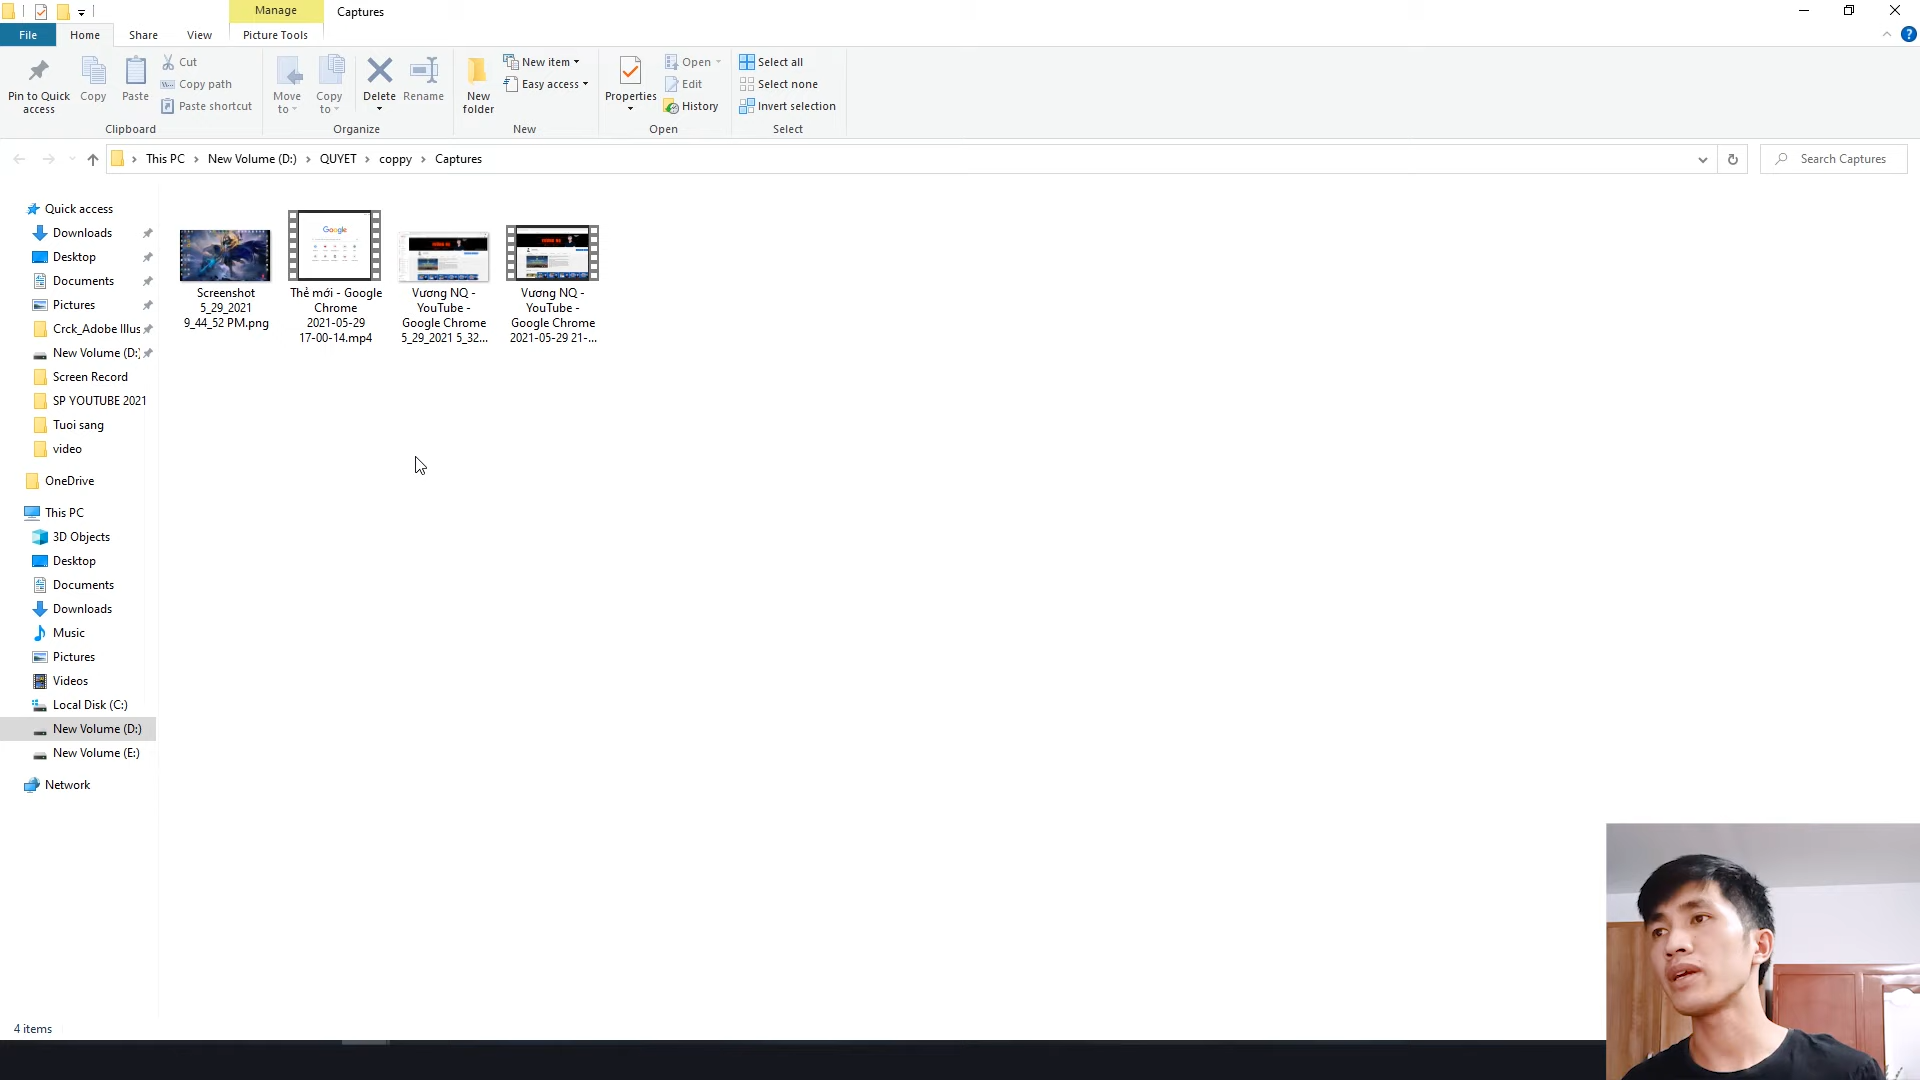 Manage
Captures
File
Home
Share
View
Picture Tools
Pin to Quick
access
Copy
Paste
Cut
Copy path
Paste shortcut
Clipboard
Move
to
Copy
to
Delete
Rename
Organize
New
folder
New item
Easy access
New
Properties
Open
Edit
History
Open
Select all
Select none
Invert selection
Select
This PC
New Volume (D:)
QUYET
coppy
Captures
Search Captures
Quick access
Downloads
Desktop
Documents
Pictures
Crck_Adobe Illus
New Volume (D:
Screen Record
SP YOUTUBE 2021
Tuoi sang
video
OneDrive
This PC
3D Objects
Desktop
Documents
Downloads
Music
Pictures
Videos
Local Disk (C:)
New Volume (D:)
New Volume (E:)
Network
Google
Screenshot
5_29_2021
9_44_52 PM.png
Thẻ mới - Google
Chrome
2021-05-29
17-00-14.mp4
Vương NQ -
YouTube -
Google Chrome
5_29_2021 5_32...
Vương NQ -
YouTube -
Google Chrome
2021-05-29 21-...
4 items